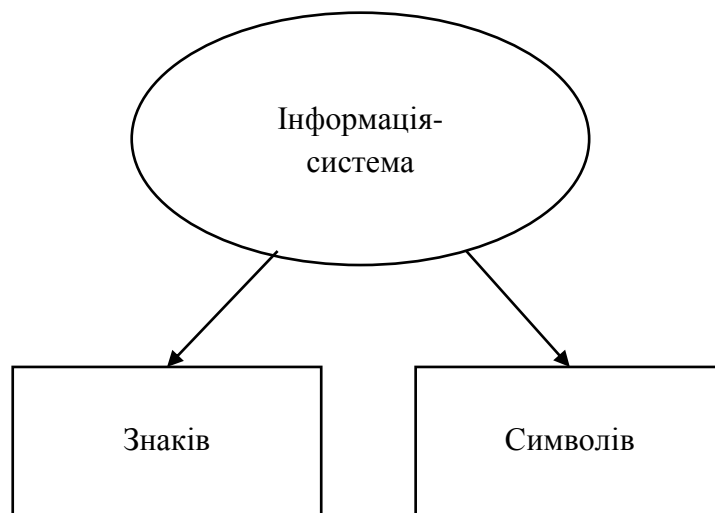 Інформація-
система
Знаків
Символів